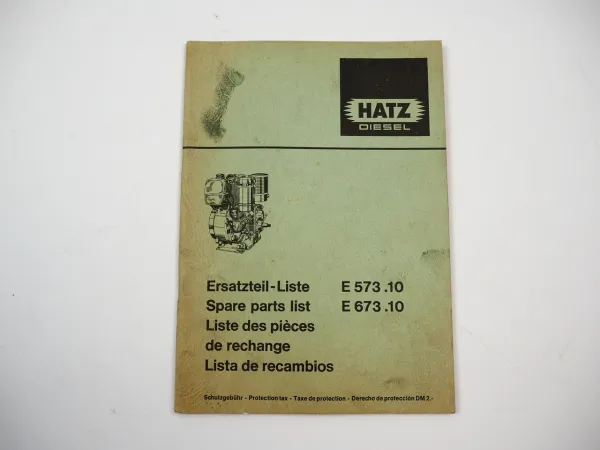 HATZ
DIESEL
Ersatzteil-Liste E 573 .10
Spare parts list E 673 .10
Liste des pièces
de rechange
Lista de recambios
Schutzgebühr - Protection tax - Taxe de protection - Derecho de protección DM 2,-